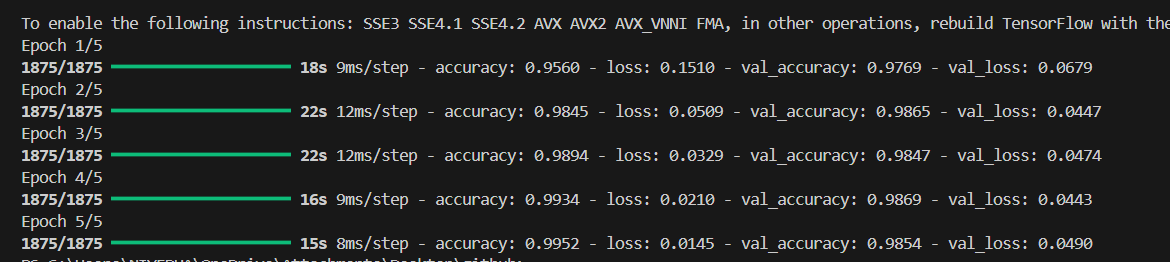 To enable the following instructions: SSE3 SSE4.1 SSE4.2 AVX AVX2 AVX_VNNI FMA, in other operations, rebuild TensorFlow with the
Epoch 1/5
1875/1875 18s 9ms/step - accuracy: 0.9560 - loss: 0.1510 - val_accuracy: 0.9769 - val_loss: 0.0679
Epoch 2/5
1875/1875 22s 12ms/step - accuracy: 0.9845 - loss: 0.0509 - val_accuracy: 0.9865 - val_loss: 0.0447
Epoch 3/5
1875/1875 22s 12ms/step - accuracy: 0.9894 - loss: 0.0329 - val_accuracy: 0.9847 - val_loss: 0.0474
Epoch 4/5
1875/1875 16s 9ms/step - accuracy: 0.9934 - loss: 0.0210 - val_accuracy: 0.9869 - val_loss: 0.0443
Epoch 5/5
1875/1875 15s 8ms/step - accuracy: 0.9952 - loss: 0.0145 - val_accuracy: 0.9854 - val_loss: 0.0490